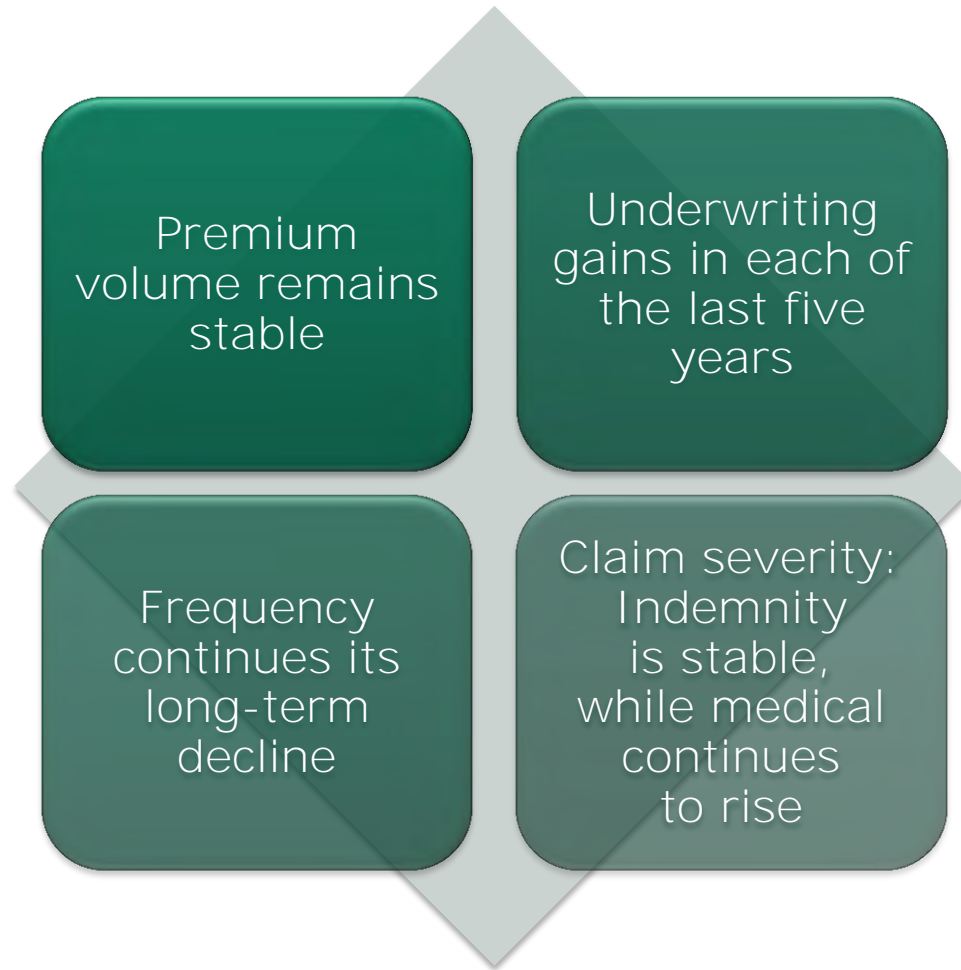 Premium
volume remains
stable
Underwriting
gains in each of
the last five
years
Frequency
continues its
long-term
decline
Claim severity:
Indemnity
is stable,
while medical
continues
to rise